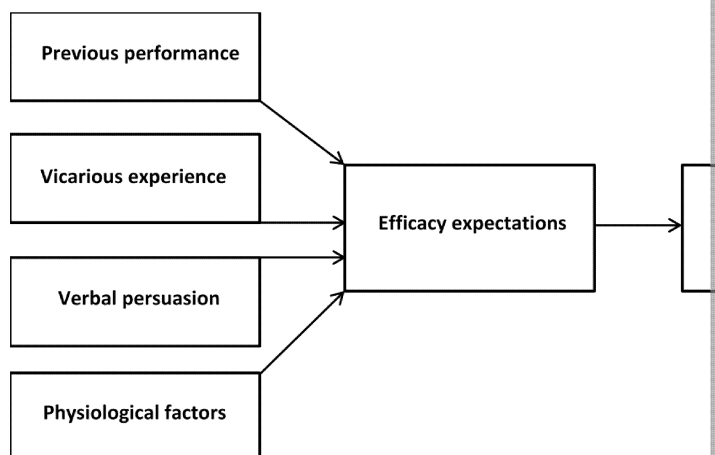 Previous performance
Vicarious experience
Efficacy expectations
Verbal persuasion
Physiological factors